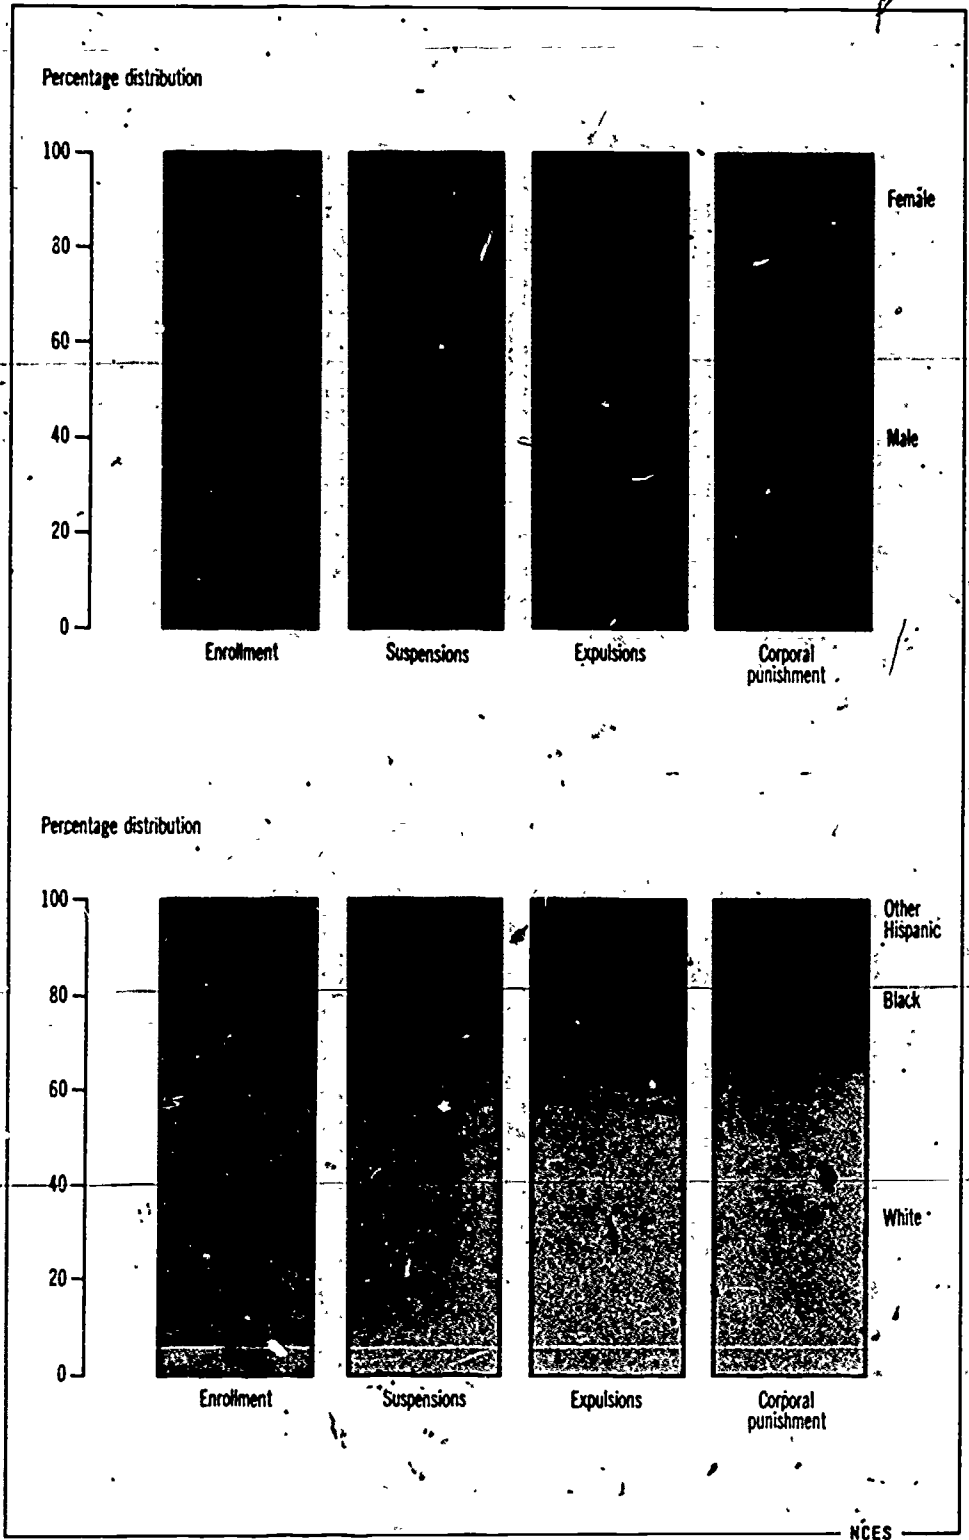 Percentage distribution
100
80
60
40
20
0
Female
Male
Enrollment
Suspensions
Expulsions
Corporal
punishment
Percentage distribution
100
80
60
40
20
0
Other
Hispanic
Black
White
Enrollment
Suspensions
Expulsions
Corporal
punishment
NCES